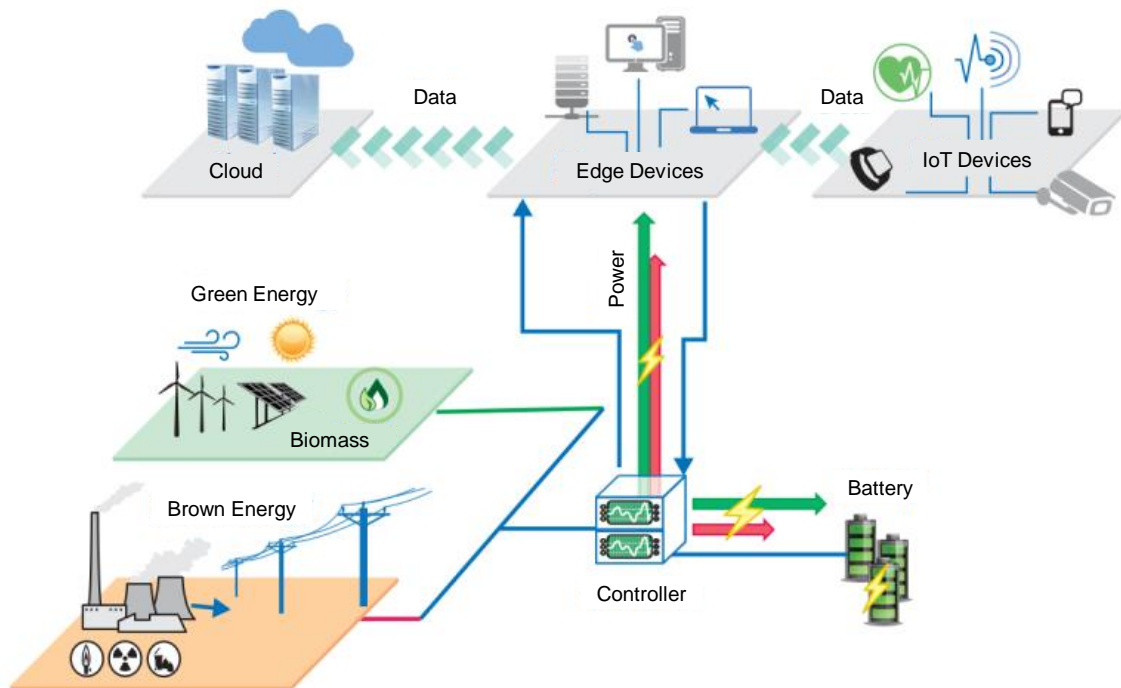 Data
Data
Cloud
Edge Devices
IoT Devices
Power
Green Energy
Biomass
Brown Energy
Battery
Controller